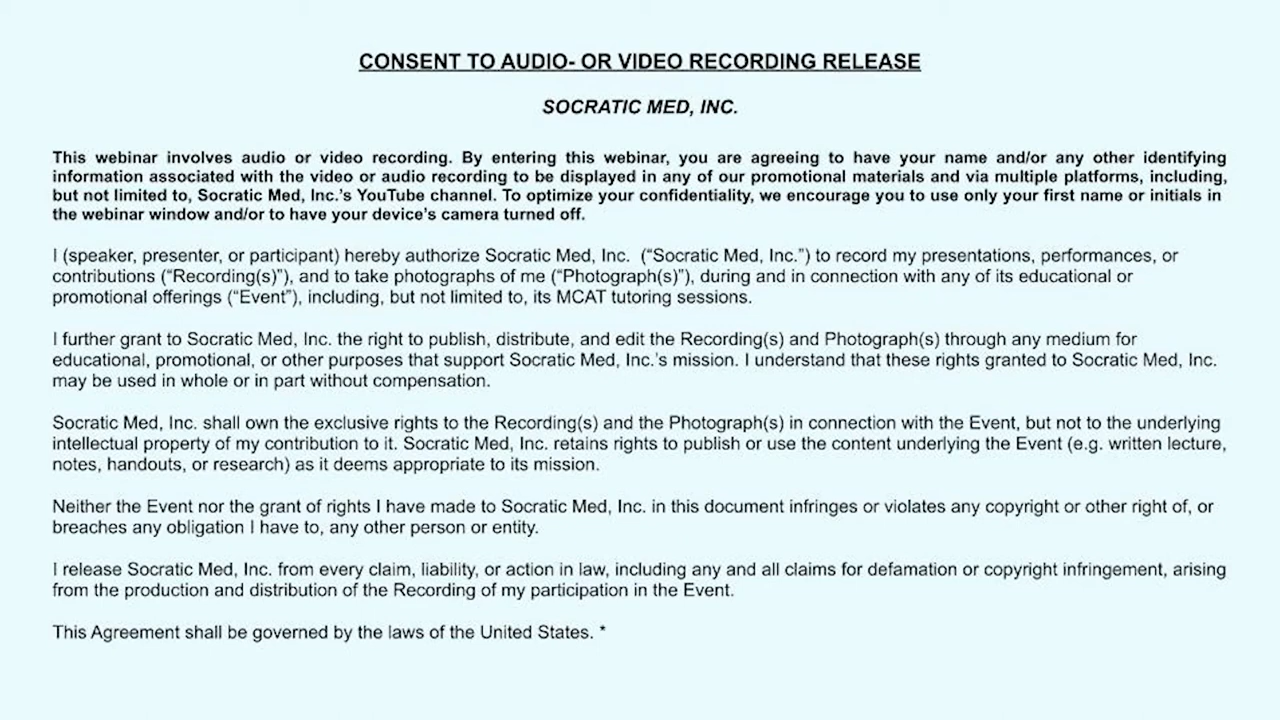 CONSENT TO AUDIO- OR VIDEO RECORDING RELEASE
SOCRATIC MED, INC.
This webinar involves audio or video recording. By entering this webinar, you are agreeing to have your name and/or any other identifying
information associated with the video or audio recording to be displayed in any of our promotional materials and via multiple platforms, including,
but not limited to, Socratic Med, Inc.'s YouTube channel. To optimize your confidentiality, we encourage you to use only your first name or initials in
the webinar window and/or to have your device's camera turned off.
I (speaker, presenter, or participant) hereby authorize Socratic Med, Inc. (“Socratic Med, Inc.”) to record my presentations, performances, or
contributions (“Recording(s)”), and to take photographs of me (“Photograph(s)”), during and in connection with any of its educational or
promotional offerings (“Event”), including, but not limited to, its MCAT tutoring sessions.
I further grant to Socratic Med, Inc. the right to publish, distribute, and edit the Recording(s) and Photograph(s) through any medium for
educational, promotional, or other purposes that support Socratic Med, Inc.'s mission. I understand that these rights granted to Socratic Med, Inc.
may be used in whole or in part without compensation.
Socratic Med, Inc. shall own the exclusive rights to the Recording(s) and the Photograph(s) in connection with the Event, but not to the underlying
intellectual property of my contribution to it. Socratic Med, Inc. retains rights to publish or use the content underlying the Event (e.g. written lecture,
notes, handouts, or research) as it deems appropriate to its mission.
Neither the Event nor the grant of rights I have made to Socratic Med, Inc. in this document infringes or violates any copyright or other right of, or
breaches any obligation I have to, any other person or entity.
I release Socratic Med, Inc. from every claim, liability, or action in law, including any and all claims for defamation or copyright infringement, arising
from the production and distribution of the Recording of my participation in the Event.
This Agreement shall be governed by the laws of the United States. *